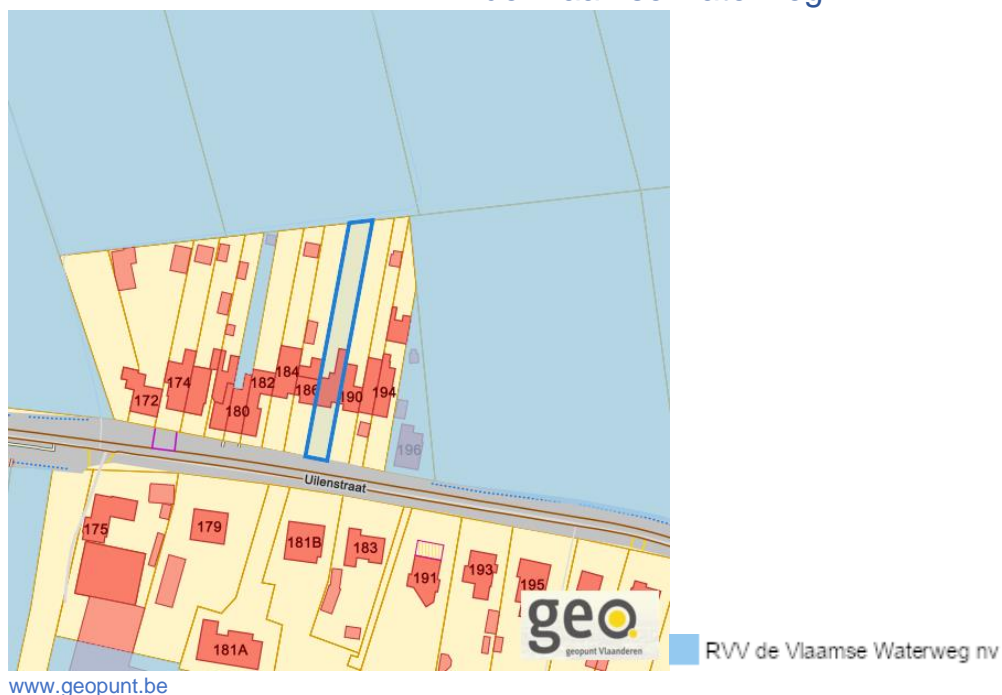 172
174
180
182
184
186
190
194
196
Uilenstraat
175
179
181B
183
191
193
195
181A
geo
geopunt Vlaanderen
RVV de Vlaamse Waterweg nv
www.geopunt.be